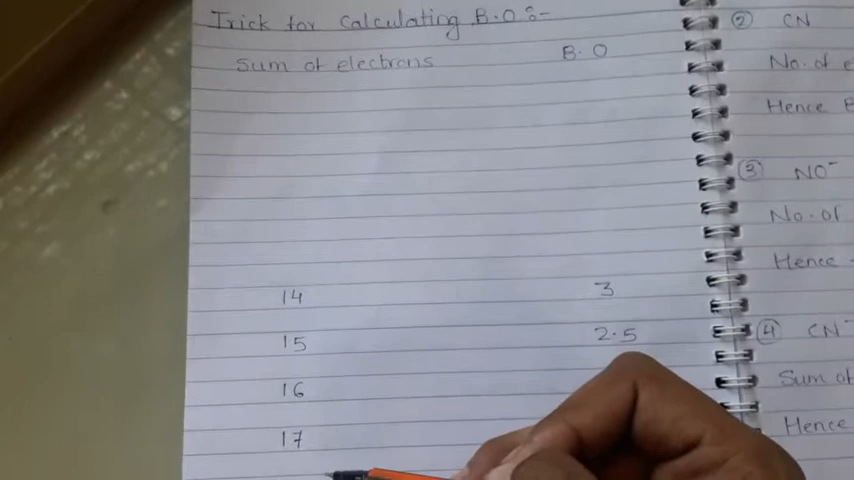 Trick for Calculating B.O :-
Sum of electrons B.O
14 3
15 2.5
16
17
② CN
No. of
Hence
③ NO⁻
No. of
Hence
④ CN⁻
Sum of
Hence